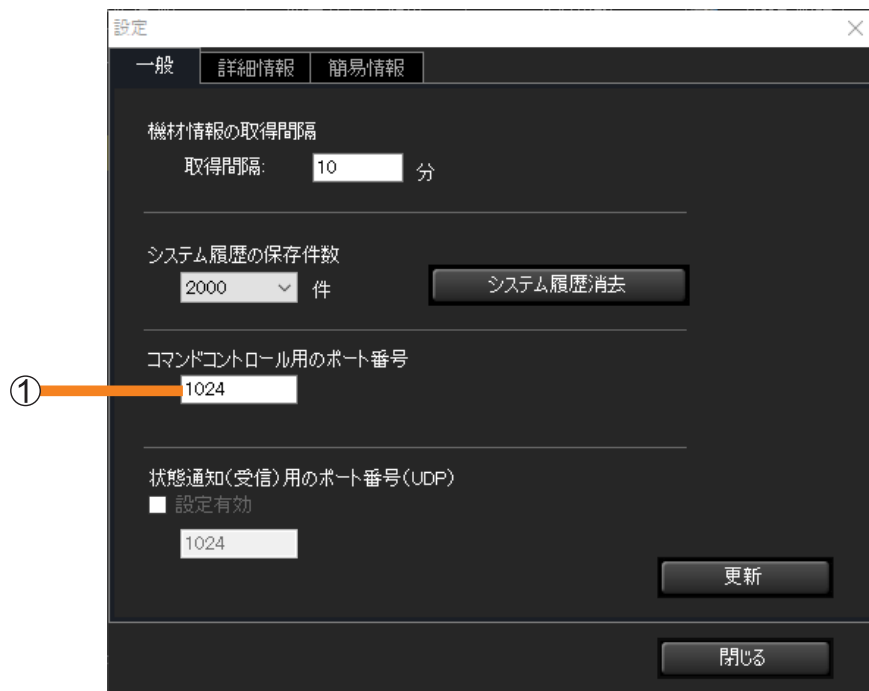 設定
一般 詳細情報 簡易情報
機材情報の取得間隔
取得間隔: 10 分
システム履歴の保存件数
2000 件 システム履歴消去
コマンドコントロール用のポート番号
① 1024
状態通知(受信)用のポート番号(UDP)
設定有効
1024
更新
閉じる